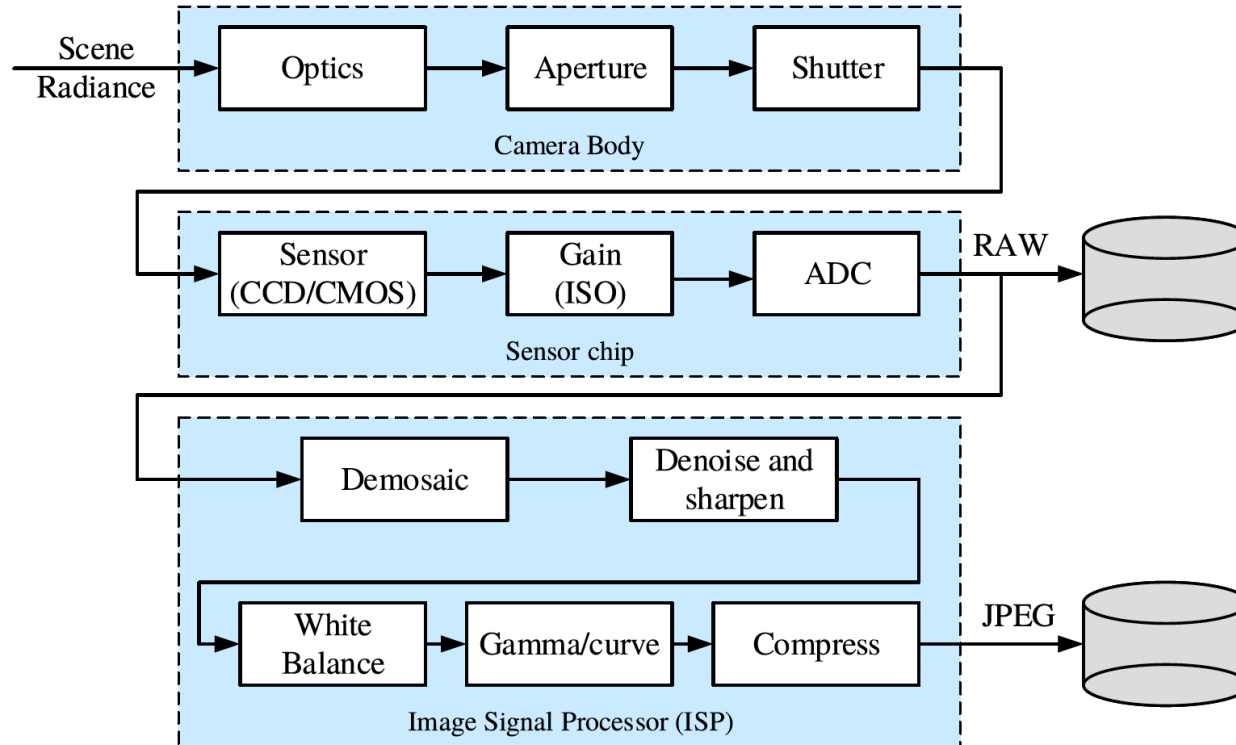 Scene
Radiance
Optics
Aperture
Shutter
Camera Body
Sensor
(CCD/CMOS)
Gain
(ISO)
ADC
RAW
Sensor chip
Demosaic
Denoise and
sharpen
White
Balance
Gamma/curve
Compress
JPEG
Image Signal Processor (ISP)